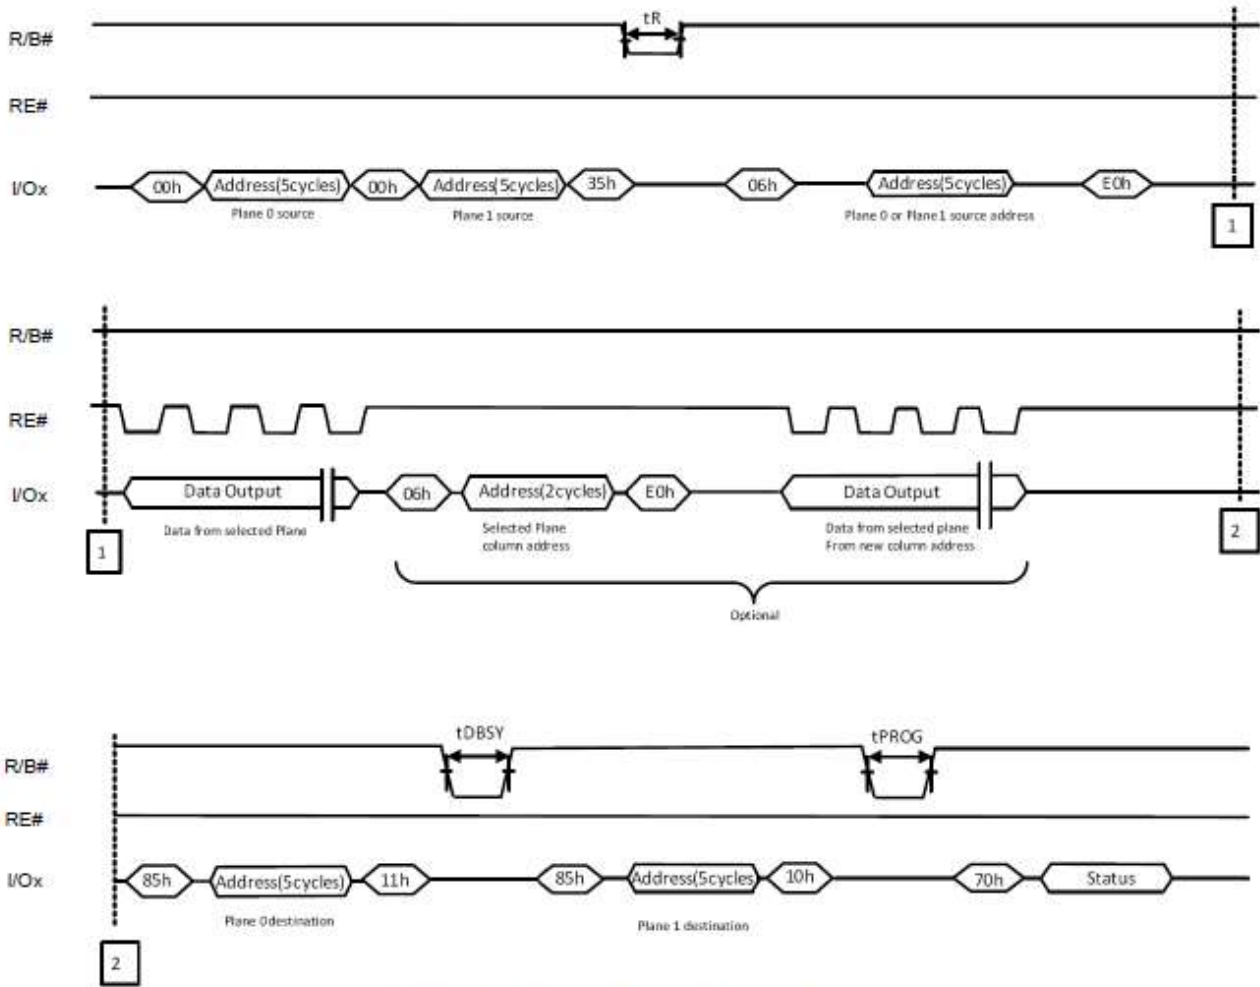 tR
R/B#
RE#
I/Ox 00h Address(5cycles) 00h Address(5cycles) 35h 06h Address(5cycles) E0h
Plane 0 source Plane 1 source Plane 0 or Plane1 source address
1
R/B#
RE#
I/Ox Data Output 06h Address(2cycles) E0h Data Output
Data from selected Plane Selected Plane Data from selected plane
column address From new column address
1 2
Optional
tDBSY tPROG
R/B#
RE#
I/Ox 85h Address(5cycles) 11h 85h Address(5cycles) 10h 70h Status
Plane 0destination Plane 1 destination
2